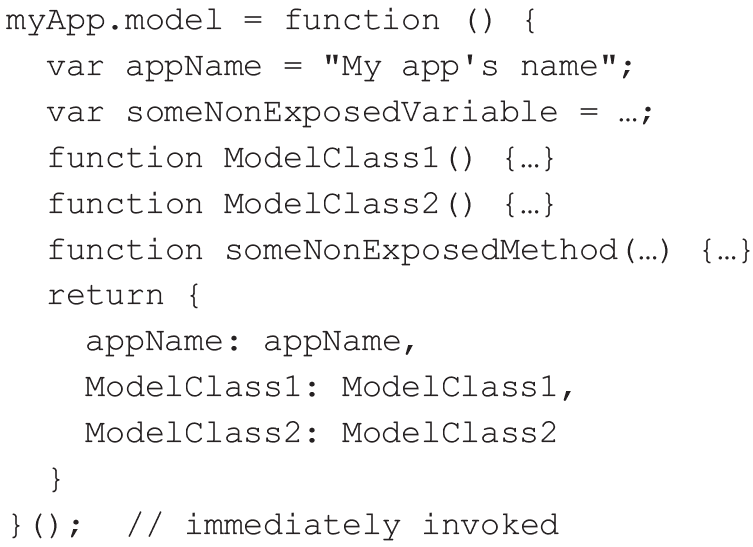 myApp.model = function () {
  var appName = "My app's name";
  var someNonExposedVariable = …;
  function ModelClass1() {…}
  function ModelClass2() {…}
  function someNonExposedMethod(…) {…}
  return {
    appName: appName,
    ModelClass1: ModelClass1,
    ModelClass2: ModelClass2
  }
}();  // immediately invoked